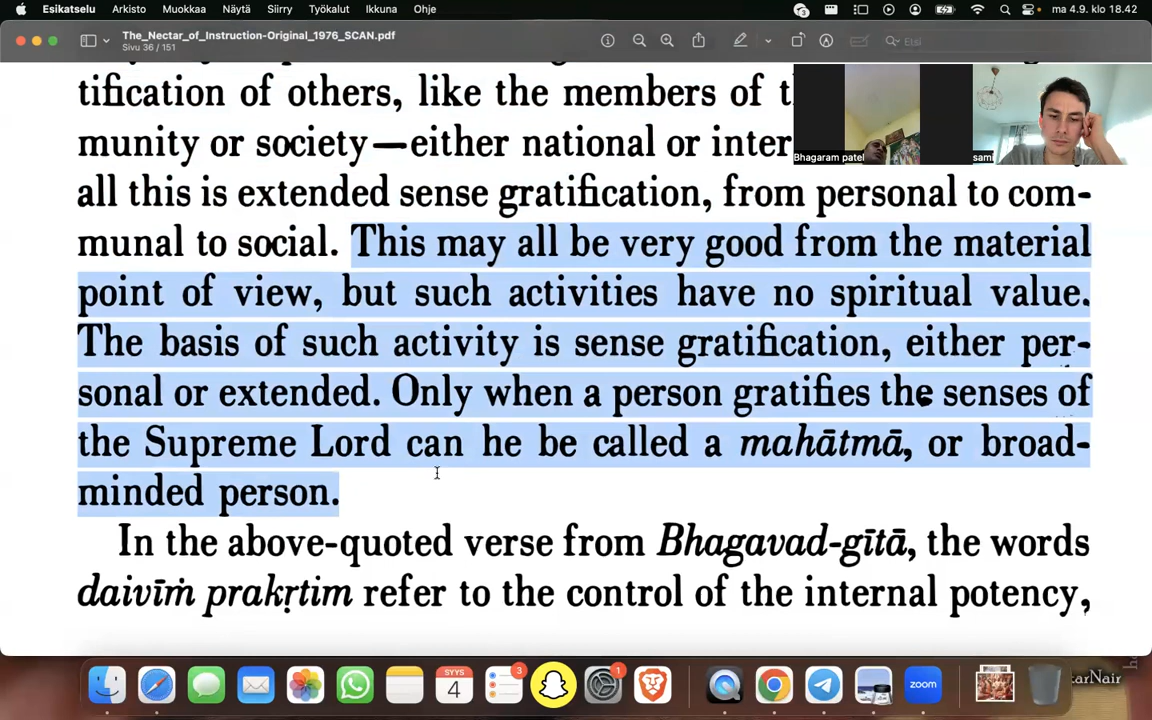 Esikatselu Arkisto Muokkaa Näytä Siirry Työkalut Ikkuna Ohje 3 ma 4.9. klo 18.42
The_Nectar_of_Instruction-Original_1976_SCAN.pdf
Sivu 36 / 151
Etsi
tification of others, like the members of
munity or society—either national or inter
all this is extended sense gratification, from personal to com-
munal to social. This may all be very good from the material
point of view, but such activities have no spiritual value.
The basis of such activity is sense gratification, either per-
sonal or extended. Only when a person gratifies the senses of
the Supreme Lord can he be called a mahātmā, or broad-
minded person.
In the above-quoted verse from Bhagavad-gītā, the words
daivīṁ prakṛtim refer to the control of the internal potency,
Bhagaram patel
sami
SYYS
4
3
1
zoom
tarNair